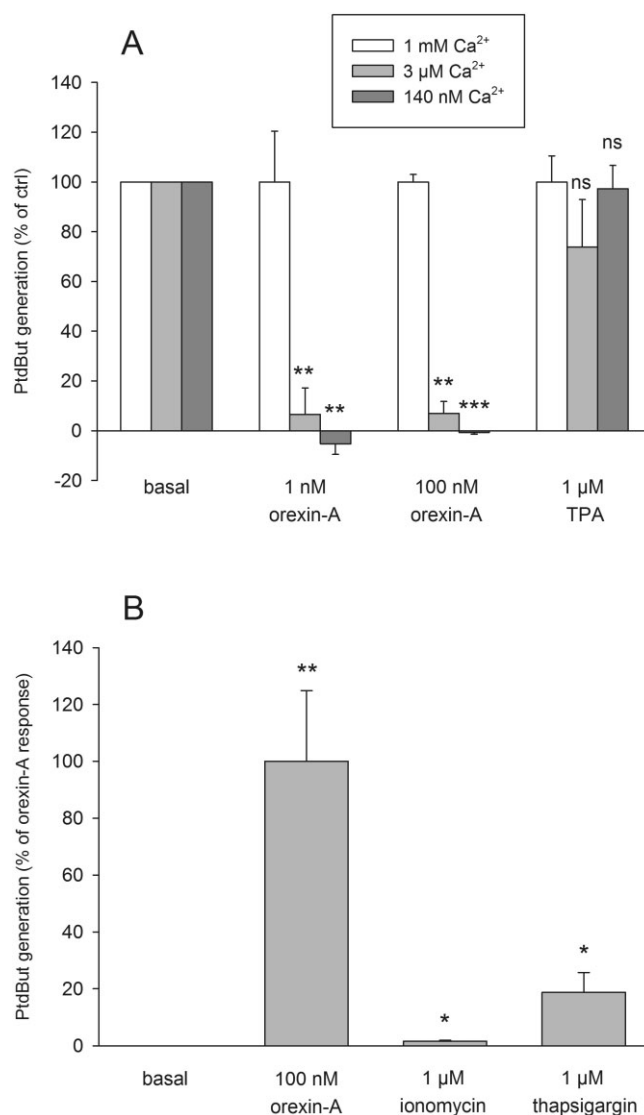 A
1 mM Ca²⁺
3 µM Ca²⁺
140 nM Ca²⁺
PtdBut generation (% of ctrl)
140
120
100
80
60
40
20
0
-20
** ** ** *** ns ns
basal 1 nM 100 nM 1 µM
orexin-A orexin-A TPA
B
PtdBut generation (% of orexin-A response)
140
120
100
80
60
40
20
0
**
*
*
basal 100 nM 1 µM 1 µM
orexin-A ionomycin thapsigargin